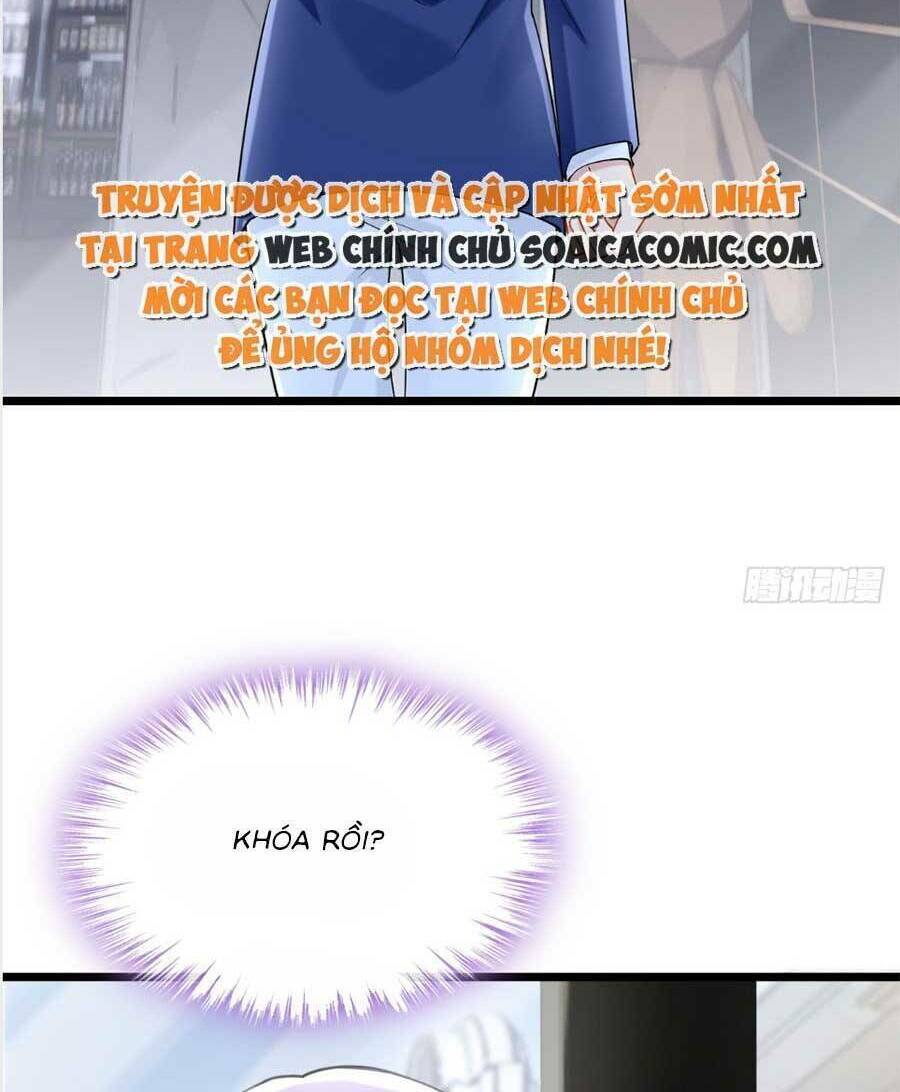 TRUYỆN ĐƯỢC DỊCH VÀ CẬP NHẬT SỚM NHẤT
TẠI TRANG WEB CHÍNH CHỦ SOAICACOMIC.COM
MỜI CÁC BẠN ĐỌC TẠI WEB CHÍNH CHỦ
ĐỂ ỦNG HỘ NHÓM DỊCH NHÉ!
腾讯动漫
KHÓA RỒI?